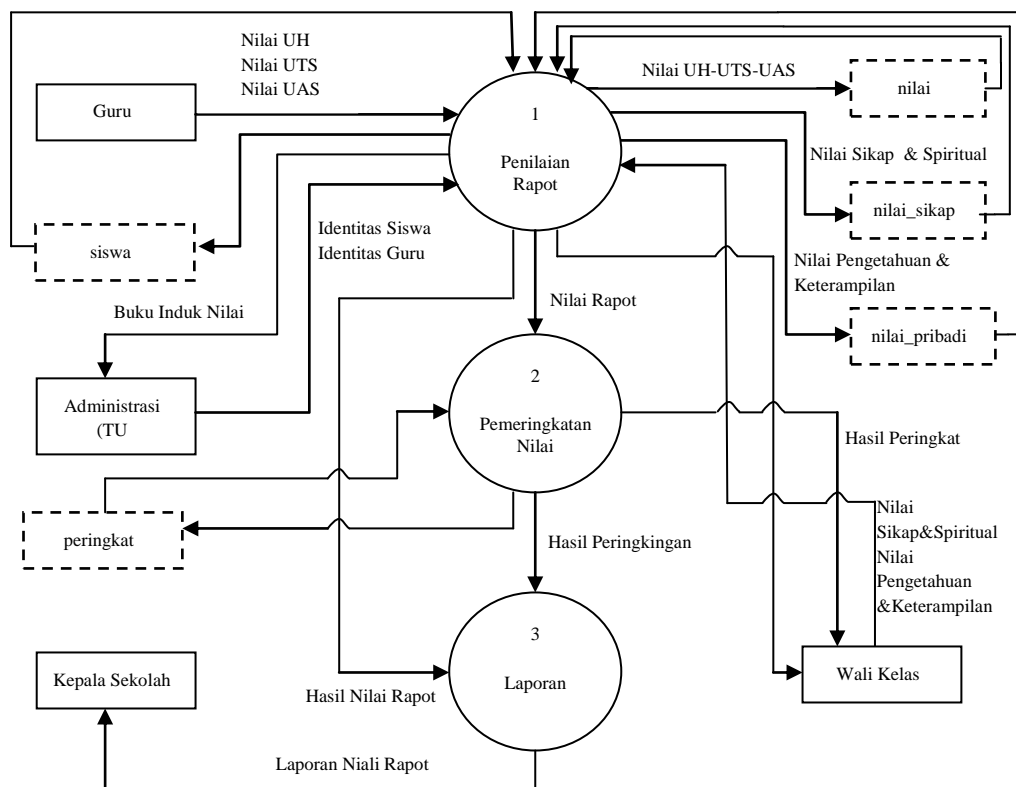 Nilai UH
Nilai UTS
Nilai UAS
Guru
Nilai UH-UTS-UAS
nilai
1
Penilaian
Rapot
Nilai Sikap & Spiritual
nilai_sikap
siswa
Identitas Siswa
Identitas Guru
Nilai Pengetahuan &
Keterampilan
Buku Induk Nilai
Nilai Rapot
nilai_pribadi
Administrasi
(TU
2
Pemeringkatan
Nilai
Hasil Peringkat
peringkat
Hasil Peringkingan
Nilai
Sikap&Spiritual
Nilai
Pengetahuan
&Keterampilan
3
Laporan
Kepala Sekolah
Hasil Nilai Rapot
Wali Kelas
Laporan Niali Rapot